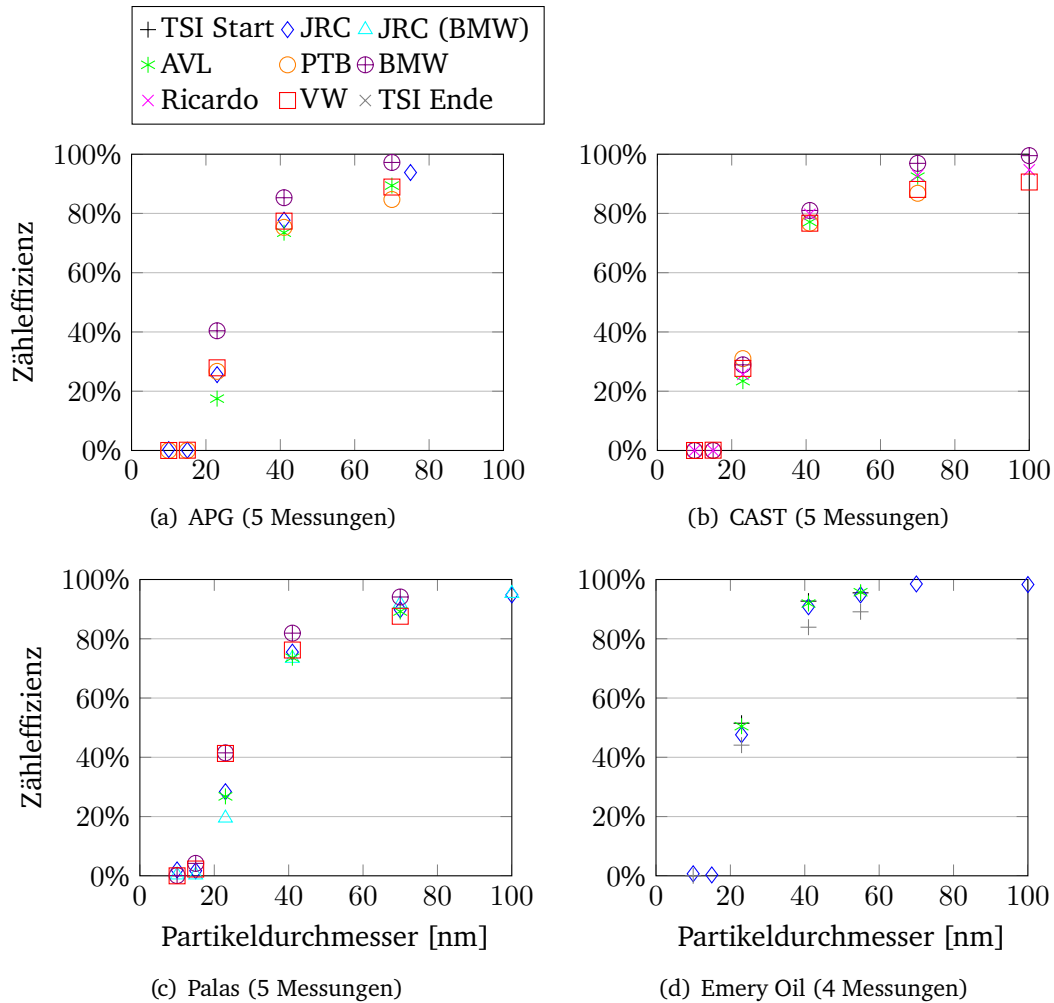 TSI Start JRC JRC (BMW)
AVL PTB BMW
Ricardo VW TSI Ende
Zähleffizienz
100%
80%
60%
40%
20%
0%
0 20 40 60 80 100
(a) APG (5 Messungen)
100%
80%
60%
40%
20%
0%
0 20 40 60 80 100
(b) CAST (5 Messungen)
Zähleffizienz
100%
80%
60%
40%
20%
0%
0 20 40 60 80 100
Partikeldurchmesser [nm]
(c) Palas (5 Messungen)
100%
80%
60%
40%
20%
0%
0 20 40 60 80 100
Partikeldurchmesser [nm]
(d) Emery Oil (4 Messungen)